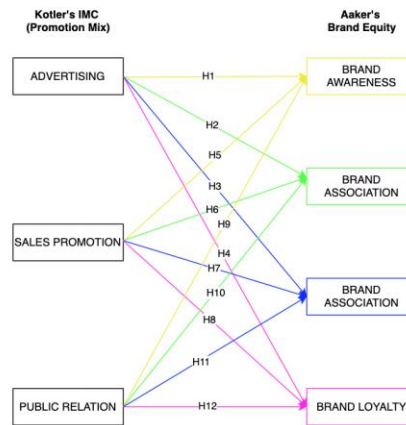 Kotler's IMC
(Promotion Mix)
Aaker's
Brand Equity
ADVERTISING
H1
BRAND
AWARENESS
H2
H5
BRAND
ASSOCIATION
H3
H6
H9
SALES PROMOTION
H4
H7
H10
BRAND
ASSOCIATION
H8
H11
PUBLIC RELATION
H12
BRAND LOYALTY